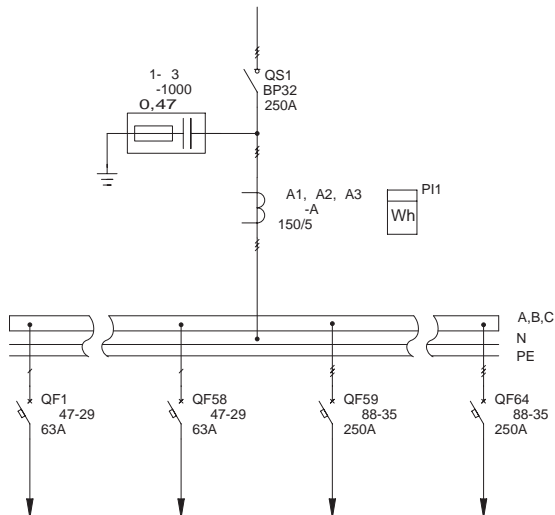 QS1
BP32
250A
1- 3
-1000
0,47
A1, A2, A3
-A
150/5
PI1
Wh
A,B,C
N
PE
QF1
47-29
63A
QF58
47-29
63A
QF59
88-35
250A
QF64
88-35
250A